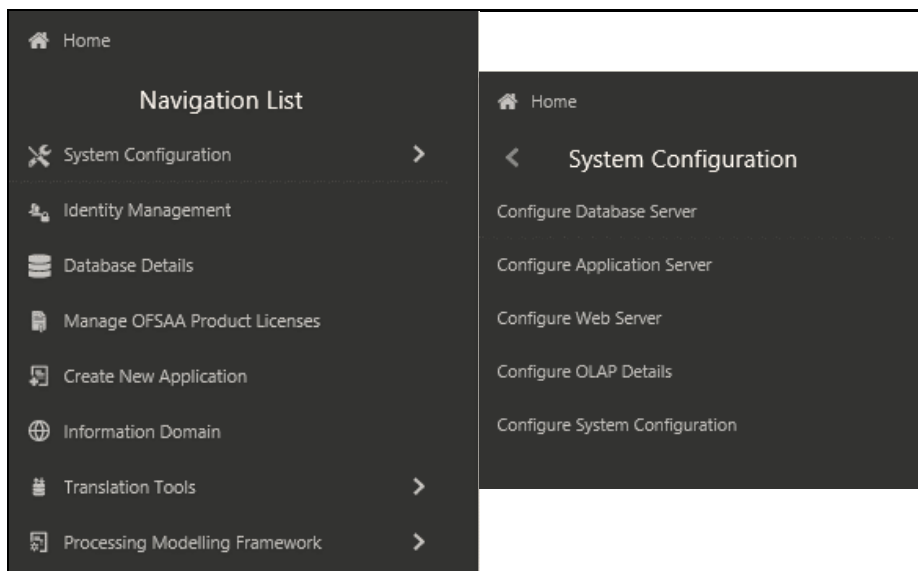 Home
Navigation List
System Configuration
Identity Management
Database Details
Manage OFSAA Product Licenses
Create New Application
Information Domain
Translation Tools
Processing Modelling Framework
Home
System Configuration
Configure Database Server
Configure Application Server
Configure Web Server
Configure OLAP Details
Configure System Configuration